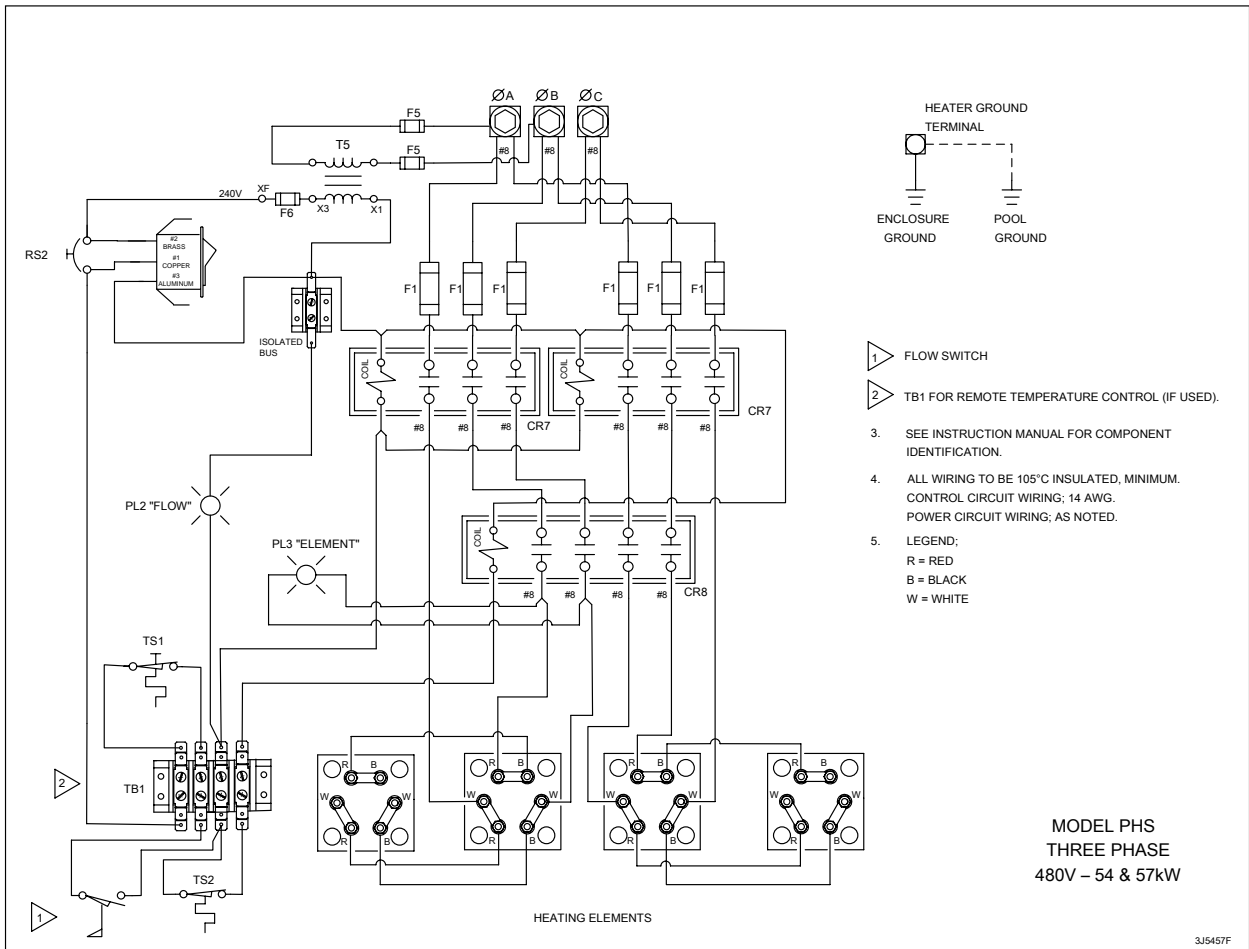 ØA
ØB
ØC
F5
T5
F5
#8
#8
#8
240V
XF
F6
X3
X1
RS2
#2
BRASS
#1
COPPER
#3
ALUMINUM
ISOLATED
BUS
F1
F1
F1
F1
F1
F1
COIL
COIL
CR7
CR7
#8
#8
#8
#8
#8
#8
PL2 "FLOW"
PL3 "ELEMENT"
COIL
CR8
#8
#8
#8
#8
TS1
2
TB1
TS2
1
R
B
W
W
R
B
R
B
W
W
R
B
R
B
W
W
R
B
R
B
W
W
R
B
HEATING ELEMENTS
HEATER GROUND
TERMINAL
ENCLOSURE
GROUND
POOL
GROUND
1 FLOW SWITCH
2 TB1 FOR REMOTE TEMPERATURE CONTROL (IF USED).
3. SEE INSTRUCTION MANUAL FOR COMPONENT
IDENTIFICATION.
4. ALL WIRING TO BE 105°C INSULATED, MINIMUM.
CONTROL CIRCUIT WIRING; 14 AWG.
POWER CIRCUIT WIRING; AS NOTED.
5. LEGEND;
R = RED
B = BLACK
W = WHITE
MODEL PHS
THREE PHASE
480V – 54 & 57kW
3J5457F